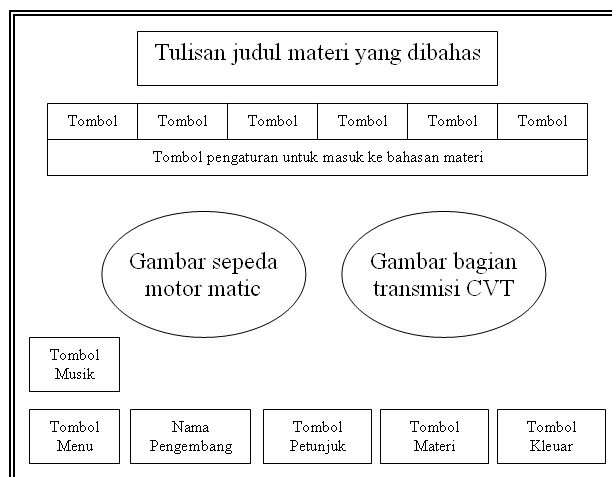 Tulisan judul materi yang dibahas
Tombol Tombol Tombol Tombol Tombol Tombol
Tombol pengaturan untuk masuk ke bahasan materi
Gambar sepeda
motor matic
Gambar bagian
transmisi CVT
Tombol
Musik
Tombol
Menu
Nama
Pengembang
Tombol
Petunjuk
Tombol
Materi
Tombol
Kleuar